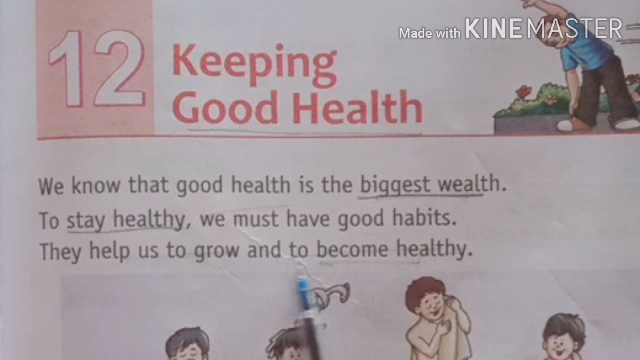 Made with KINEMASTER
12
Keeping
Good Health
We know that good health is the biggest wealth.
To stay healthy, we must have good habits.
They help us to grow and to become healthy.